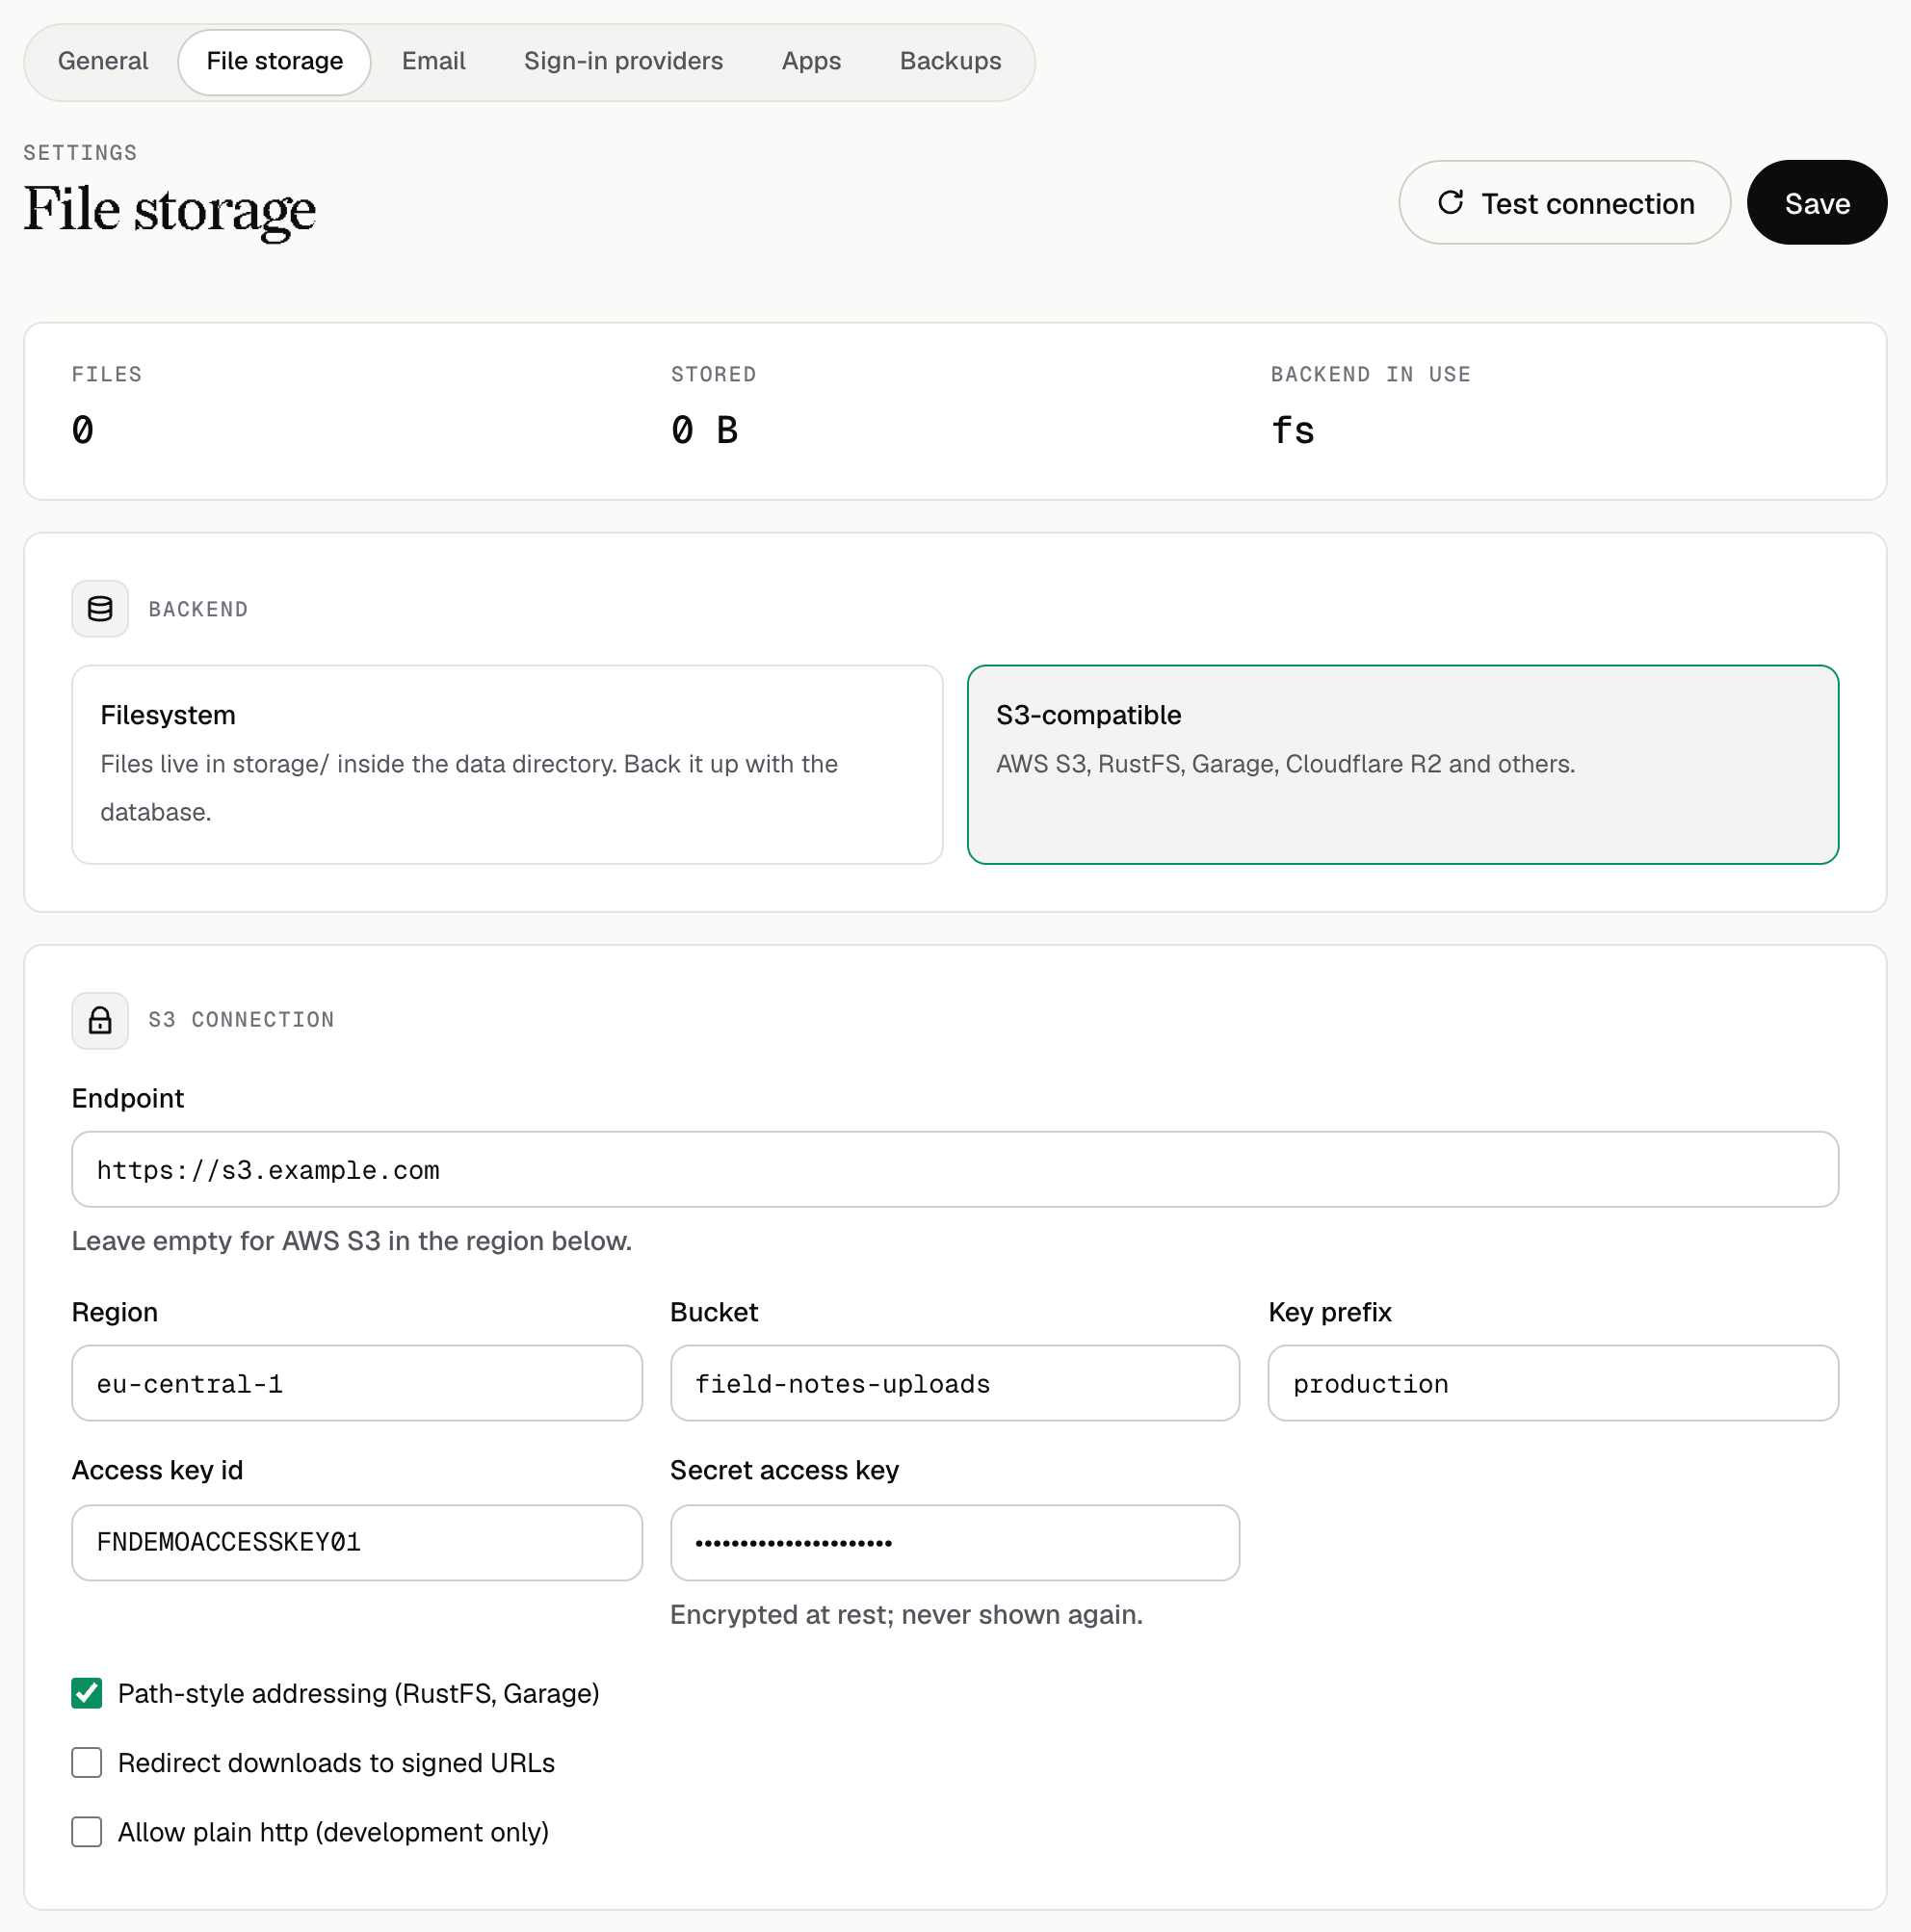 General
File storage
Email
Sign-in providers
Apps
Backups
SETTINGS
File storage
Test connection
Save
FILES
STORED
BACKEND IN USE
0
0 B
fs
BACKEND
Filesystem
Files live in storage/ inside the data directory. Back it up with the
database.
S3-compatible
AWS S3, RustFS, Garage, Cloudflare R2 and others.
S3 CONNECTION
Endpoint
https://s3.example.com
Leave empty for AWS S3 in the region below.
Region
Bucket
Key prefix
eu-central-1
field-notes-uploads
production
Access key id
Secret access key
FNDEMOACCESSKEY01
••••••••••••••••••••••
Encrypted at rest; never shown again.
Path-style addressing (RustFS, Garage)
Redirect downloads to signed URLs
Allow plain http (development only)